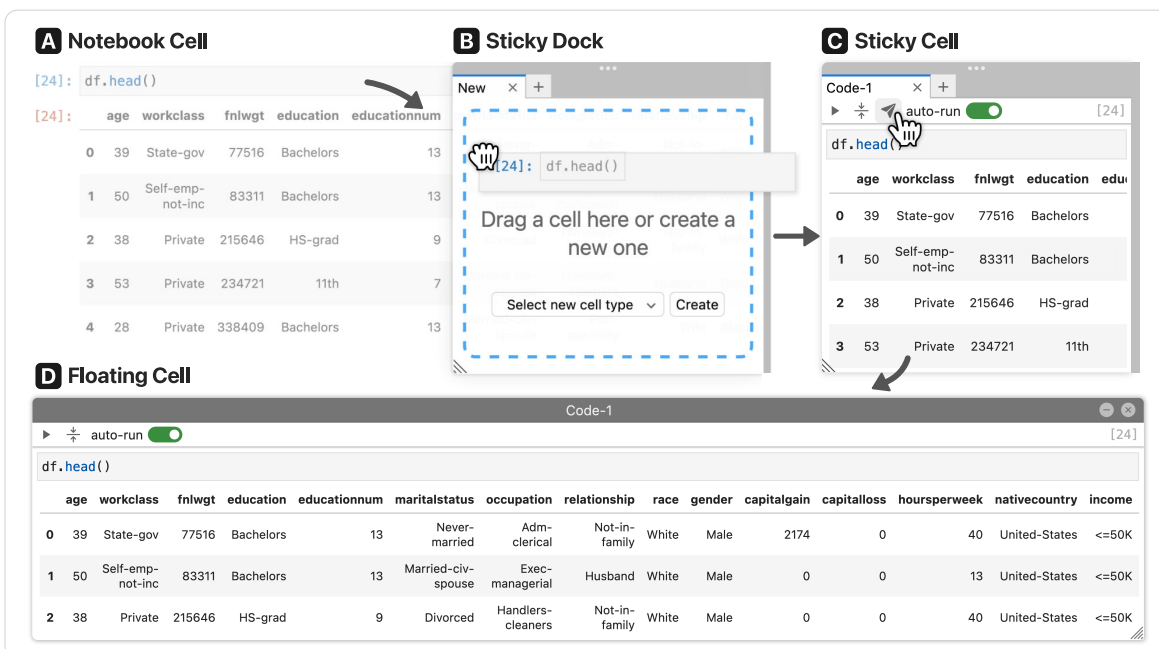 A Notebook Cell
[24]: df.head()
[24]: age workclass fnlwgt education educationnum
0 39 State-gov 77516 Bachelors 13
1 50 Self-emp-not-inc 83311 Bachelors 13
2 38 Private 215646 HS-grad 9
3 53 Private 234721 11th 7
4 28 Private 338409 Bachelors 13
B Sticky Dock
New × +
[24]: df.head()
Drag a cell here or create a
new one
Select new cell type Create
C Sticky Cell
Code-1 × +
auto-run [24]
df.head()
age workclass fnlwgt education edu
0 39 State-gov 77516 Bachelors
1 50 Self-emp-not-inc 83311 Bachelors
2 38 Private 215646 HS-grad
3 53 Private 234721 11th
D Floating Cell
Code-1
auto-run [24]
df.head()
age workclass fnlwgt education educationnum maritalstatus occupation relationship race gender capitalgain capitalloss hoursperweek nativecountry income
0 39 State-gov 77516 Bachelors 13 Never-married Adm-clerical Not-in-family White Male 2174 0 40 United-States <=50K
1 50 Self-emp-not-inc 83311 Bachelors 13 Married-civ-spouse Exec-managerial Husband White Male 0 0 13 United-States <=50K
2 38 Private 215646 HS-grad 9 Divorced Handlers-cleaners Not-in-family White Male 0 0 40 United-States <=50K